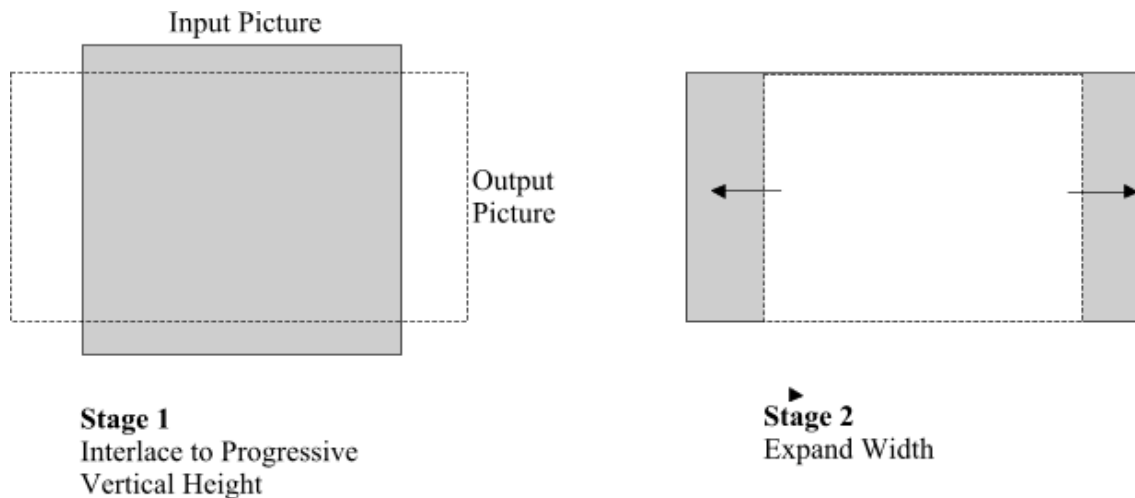 Input Picture
Output
Picture
Stage 1
Interlace to Progressive
Vertical Height
Stage 2
Expand Width